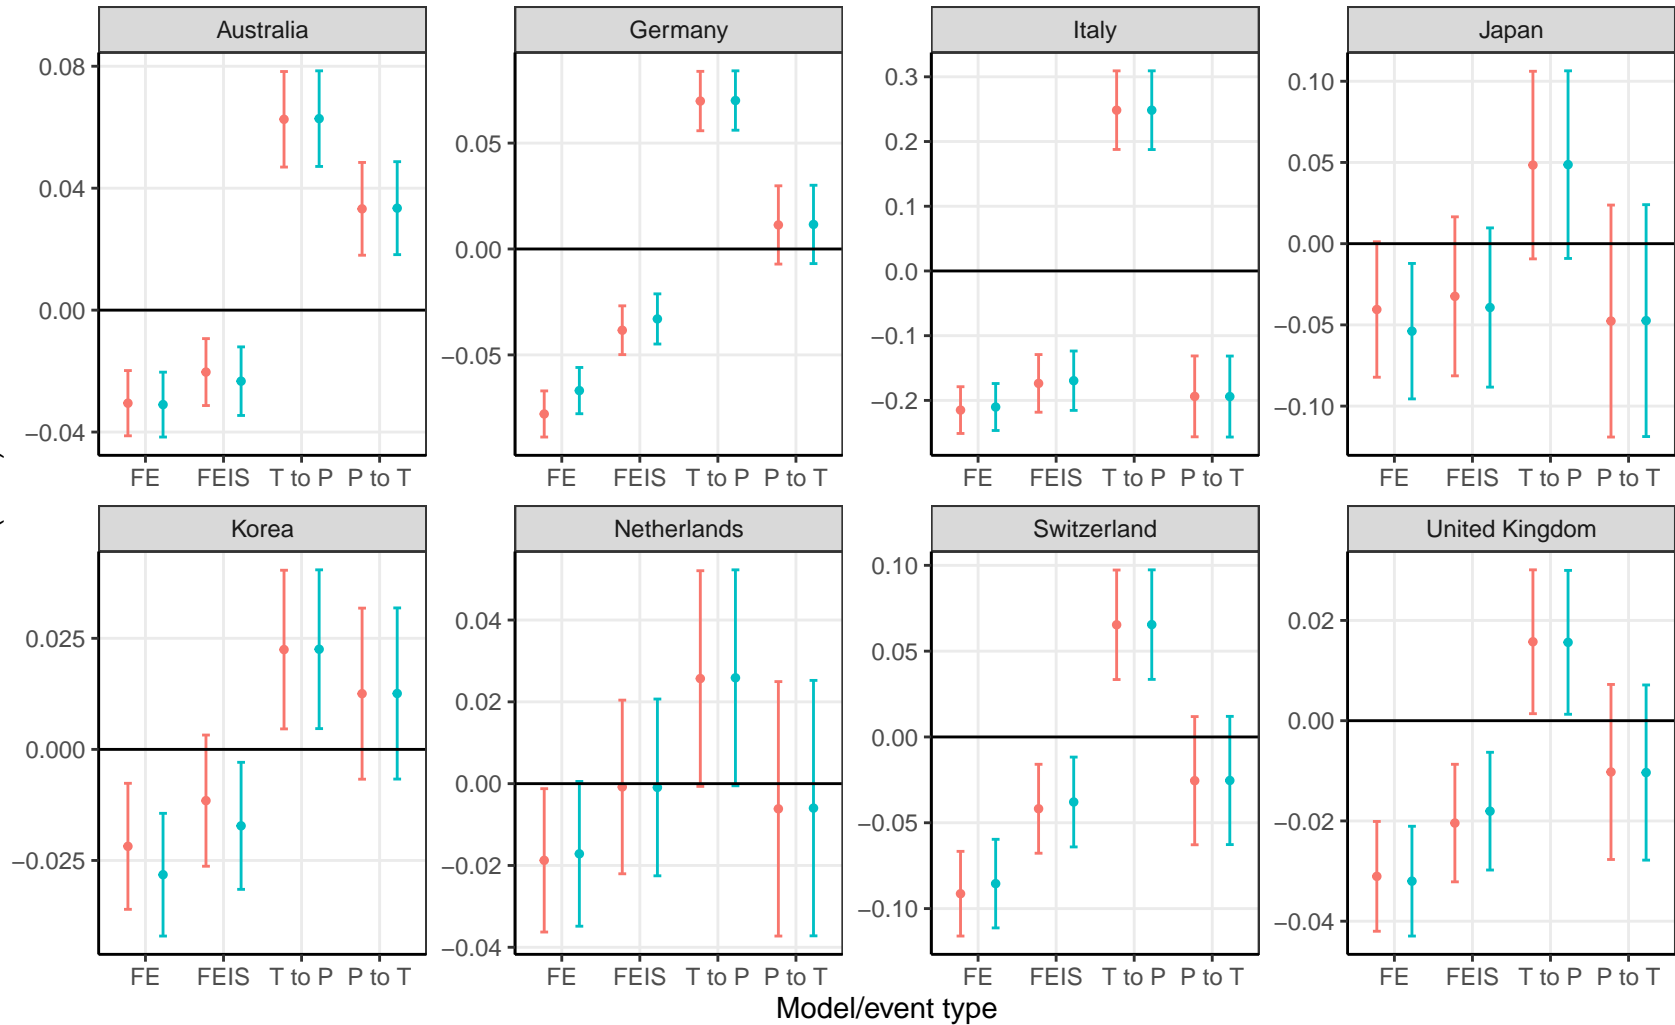 Australia Germany Italy Japan
0.08 0.04 0.00 −0.04
0.05 0.00 −0.05
0.3 0.2 0.1 0.0 −0.1 −0.2
0.10 0.05 0.00 −0.05 −0.10
FE FEIS T to P P to T FE FEIS T to P P to T FE FEIS T to P P to T FE FEIS T to P P to T
Korea Netherlands Switzerland United Kingdom
0.025 0.000 −0.025
0.04 0.02 0.00 −0.02 −0.04
0.10 0.05 0.00 −0.05 −0.10
0.02 0.00 −0.02 −0.04
FE FEIS T to P P to T FE FEIS T to P P to T FE FEIS T to P P to T FE FEIS T to P P to T
Model/event type